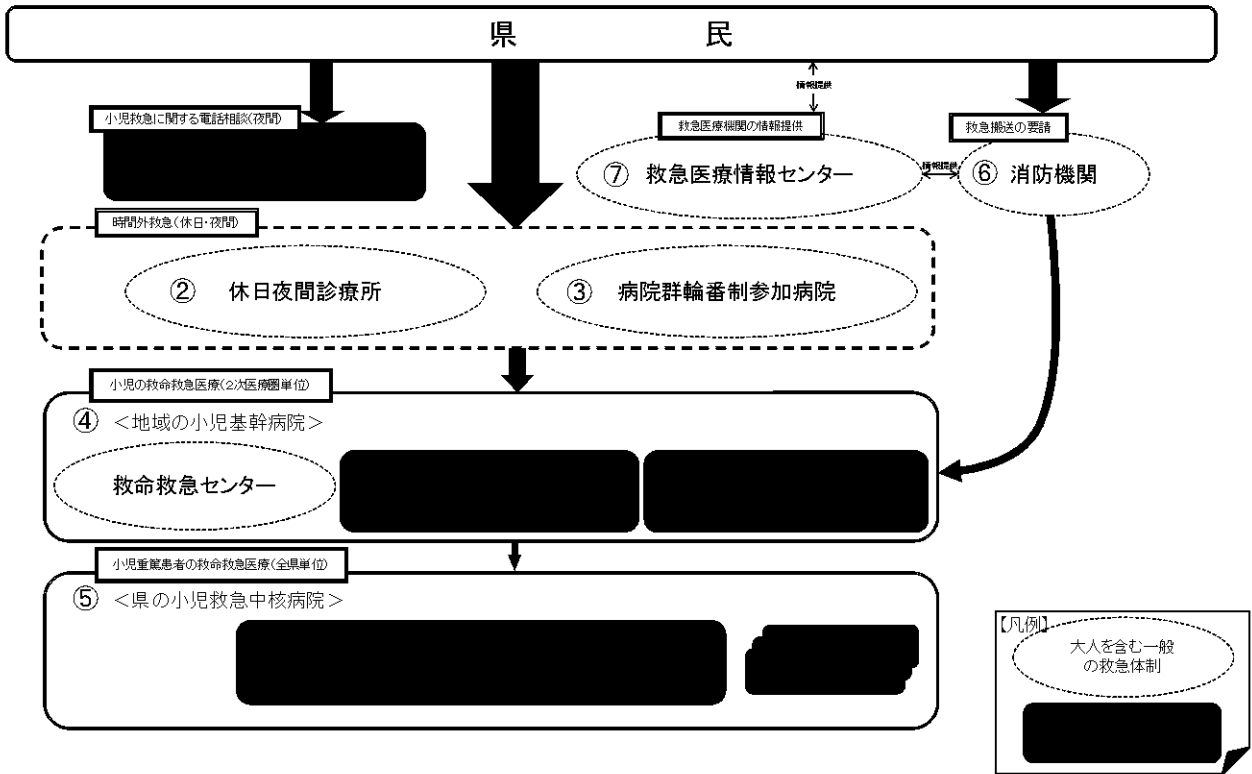 県 民
情報提供
小児救急に関する電話相談(夜間)
救急医療機関の情報提供
救急搬送の要請
⑦ 救急医療情報センター
情報提供
⑥ 消防機関
時間外救急(休日・夜間)
② 休日夜間診療所
③ 病院群輪番制参加病院
小児の救命救急医療(2次医療圏単位)
④ <地域の小児基幹病院>
救命救急センター
小児重篤患者の救命救急医療(全県単位)
⑤ <県の小児救急中核病院>
【凡例】
大人を含む一般
の救急体制